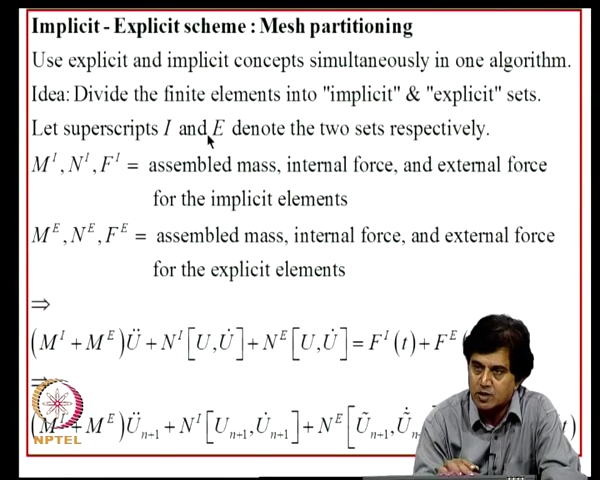 Implicit - Explicit scheme : Mesh partitioning
Use explicit and implicit concepts simultaneously in one algorithm.
Idea: Divide the finite elements into "implicit" & "explicit" sets.
Let superscripts I and E denote the two sets respectively.
M^I, N^I, F^I = assembled mass, internal force, and external force
for the implicit elements
M^E, N^E, F^E = assembled mass, internal force, and external force
for the explicit elements
⇒
(M^I + M^E)Ü + N^I[U, U̇] + N^E[U, U̇] = F^I(t) + F^E
⇒
(M^I + M^E)Ü_{n+1} + N^I[U_{n+1}, U̇_{n+1}] + N^E[Ũ_{n+1}, t)
NPTEL